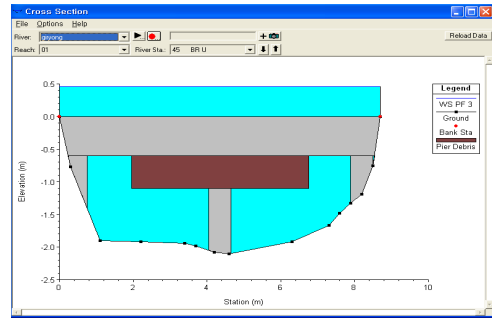 Cross Section
File Options Help
River: gsyong Reload Data
Reach: 01 River Sta.: 45 BR U
Legend
WS PF 3
Ground
Bank Sta
Pier Debris
0.5
0.0
-0.5
-1.0
-1.5
-2.0
-2.5
Elevation (m)
0 2 4 6 8 10
Station (m)